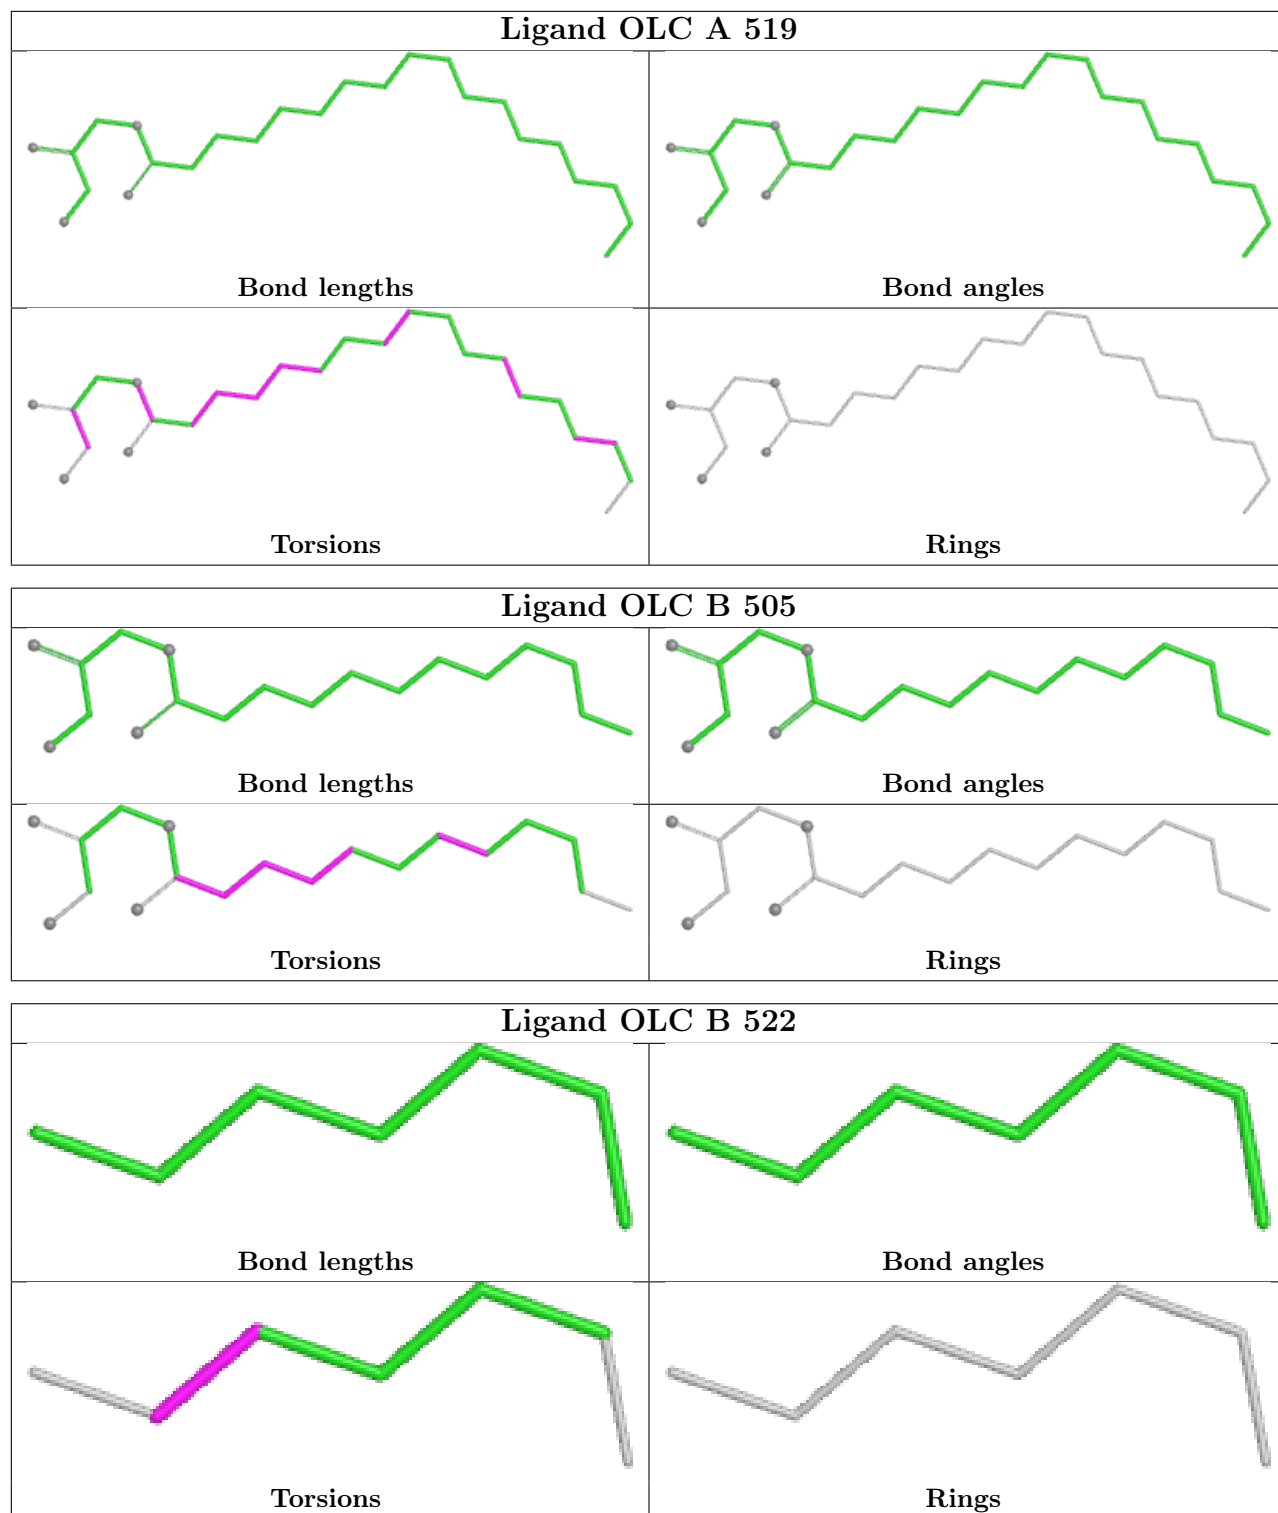 Ligand OLC A 519
Bond lengths
Bond angles
Torsions
Rings
Ligand OLC B 505
Bond lengths
Bond angles
Torsions
Rings
Ligand OLC B 522
Bond lengths
Bond angles
Torsions
Rings